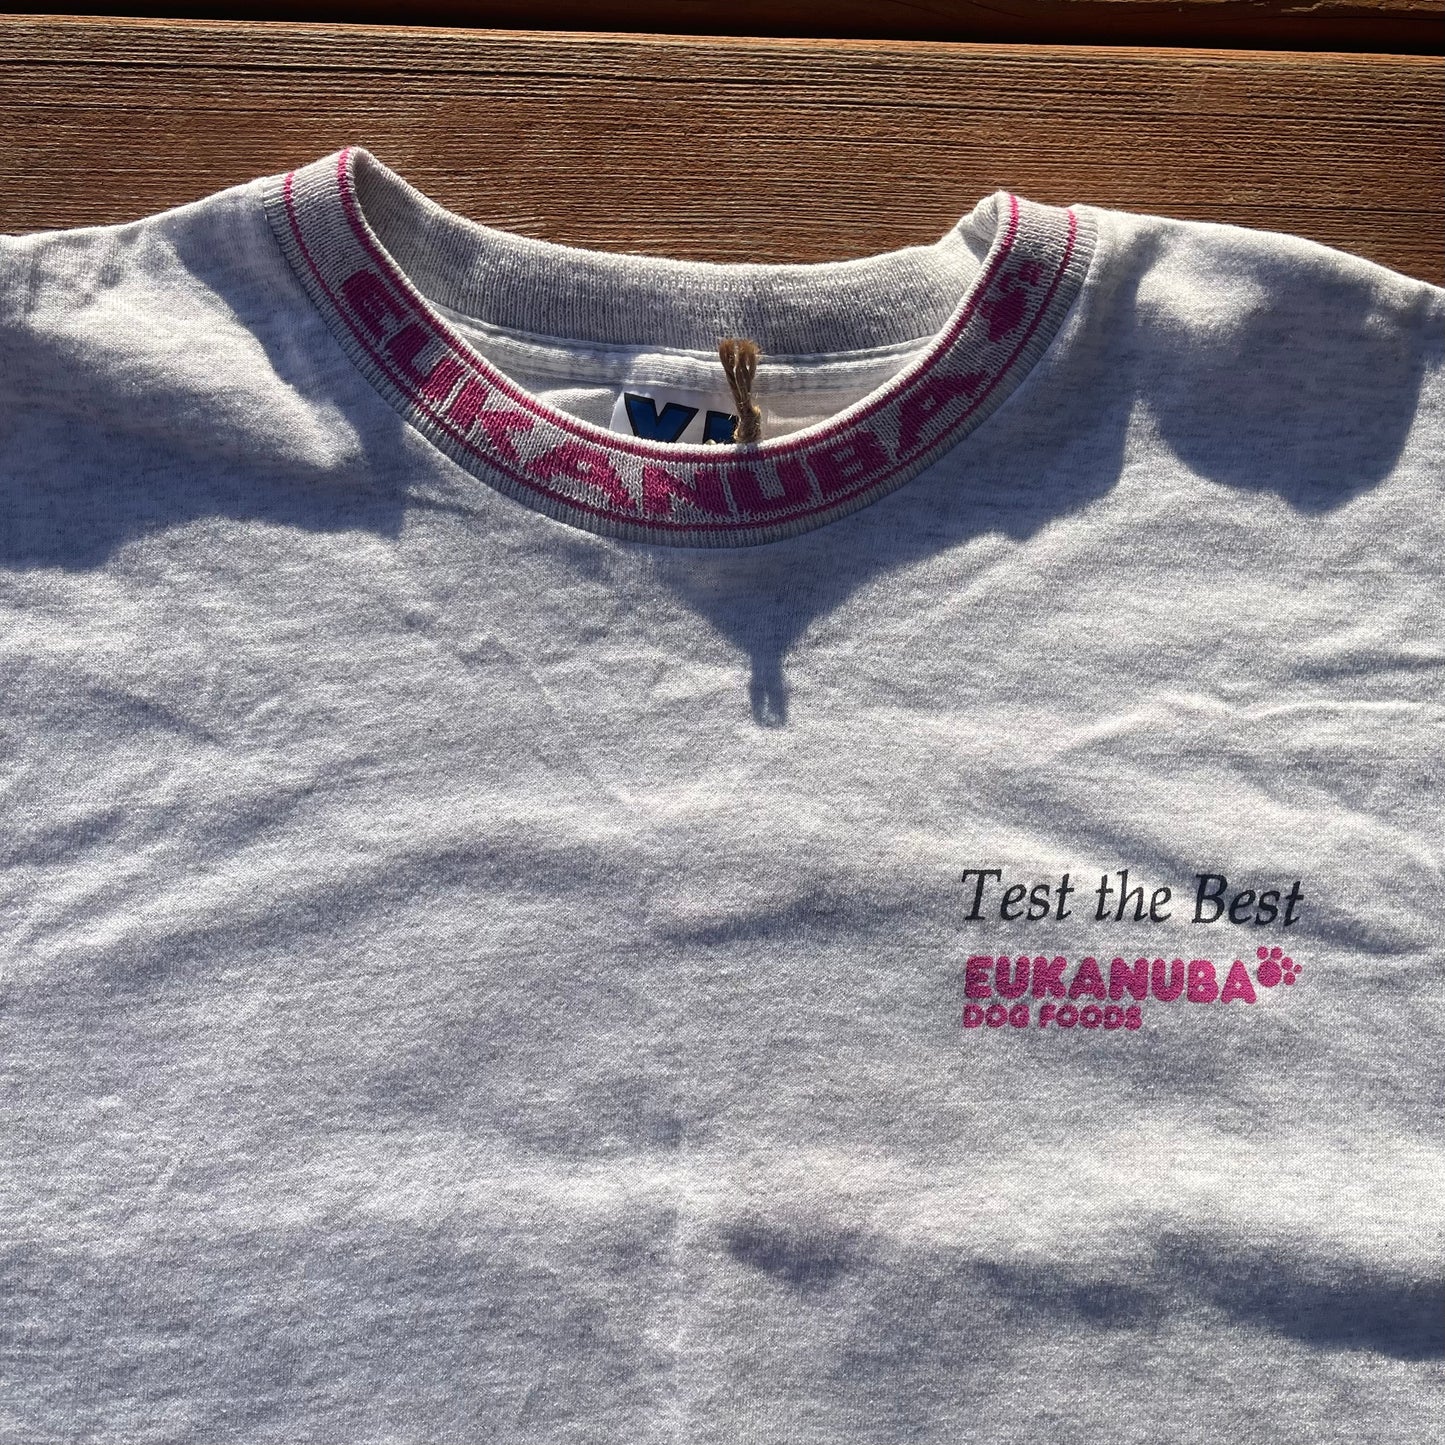 EUKANUBA
Test the Best
EUKANUBA
DOG FOODS